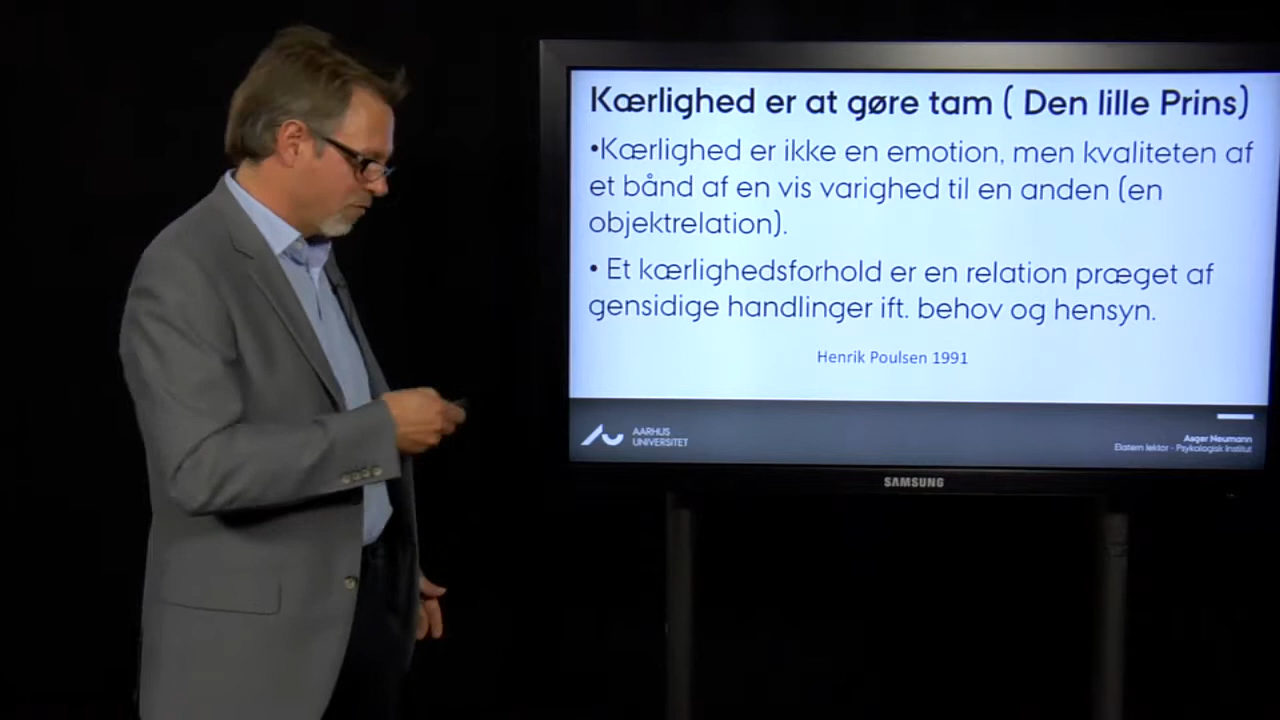 Kærlighed er at gøre tam ( Den lille Prins)
•Kærlighed er ikke en emotion, men kvaliteten af
et bånd af en vis varighed til en anden (en
objektrelation).
• Et kærlighedsforhold er en relation præget af
gensidige handlinger ift. behov og hensyn.
Henrik Poulsen 1991
AARHUS
UNIVERSITET
Asger Neumann
Ekstern lektor - Psykologisk Institut
SAMSUNG